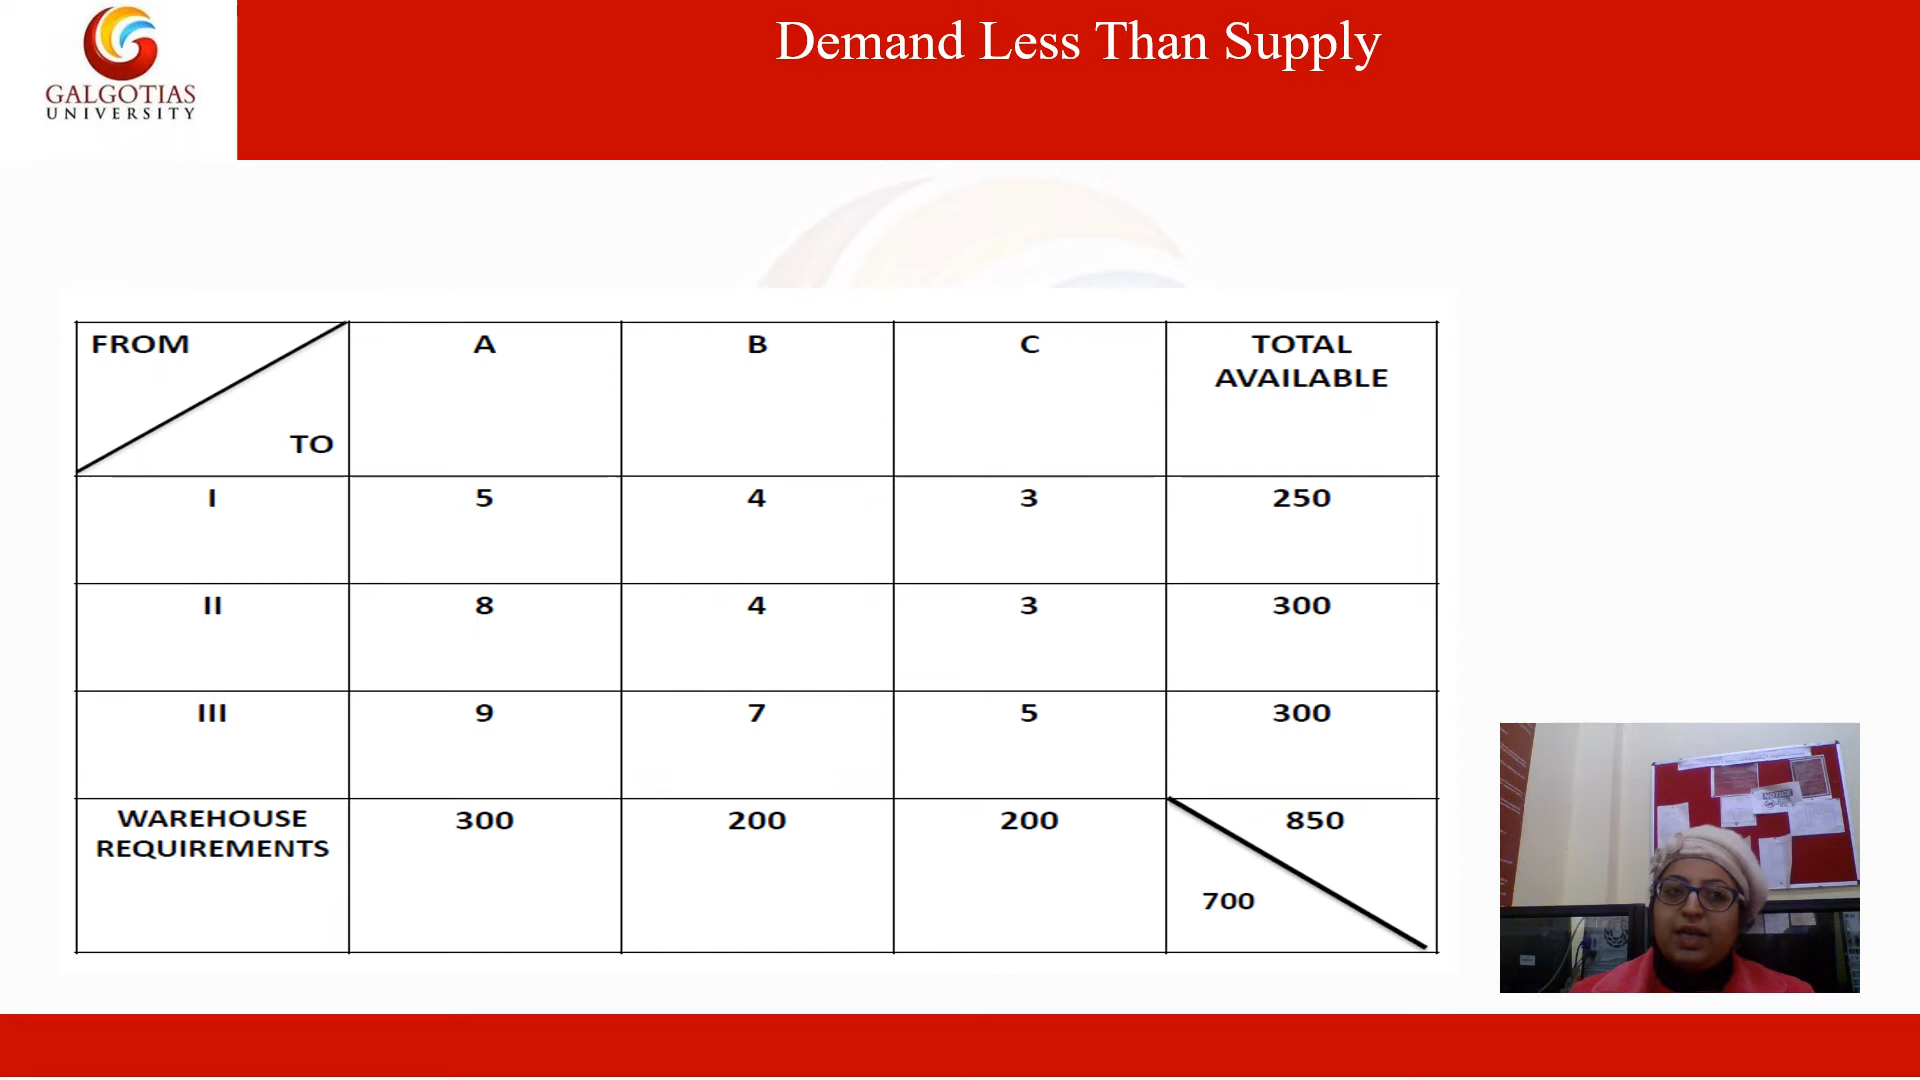 GALGOTIAS
UNIVERSITY
Demand Less Than Supply
FROM
TO
A
B
C
TOTAL
AVAILABLE
I
5
4
3
250
II
8
4
3
300
III
9
7
5
300
WAREHOUSE
REQUIREMENTS
300
200
200
850
700
NOTICE